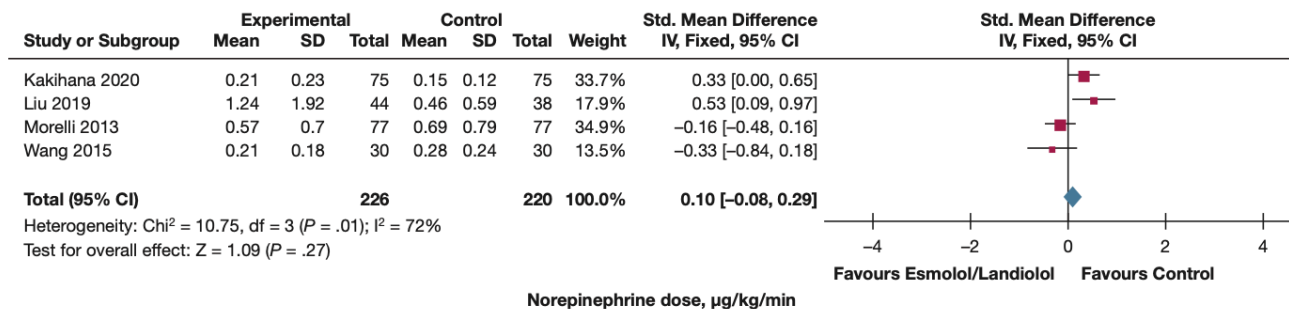 Experimental Control Std. Mean Difference Std. Mean Difference
Study or Subgroup Mean SD Total Mean SD Total Weight IV, Fixed, 95% CI IV, Fixed, 95% CI
Kakihana 2020 0.21 0.23 75 0.15 0.12 75 33.7% 0.33 [0.00, 0.65]
Liu 2019 1.24 1.92 44 0.46 0.59 38 17.9% 0.53 [0.09, 0.97]
Morelli 2013 0.57 0.7 77 0.69 0.79 77 34.9% −0.16 [−0.48, 0.16]
Wang 2015 0.21 0.18 30 0.28 0.24 30 13.5% −0.33 [−0.84, 0.18]
Total (95% CI) 226 220 100.0% 0.10 [−0.08, 0.29]
Heterogeneity: Chi² = 10.75, df = 3 (P = .01); I² = 72%
Test for overall effect: Z = 1.09 (P = .27)
−4 −2 0 2 4
Favours Esmolol/Landiolol Favours Control
Norepinephrine dose, µg/kg/min